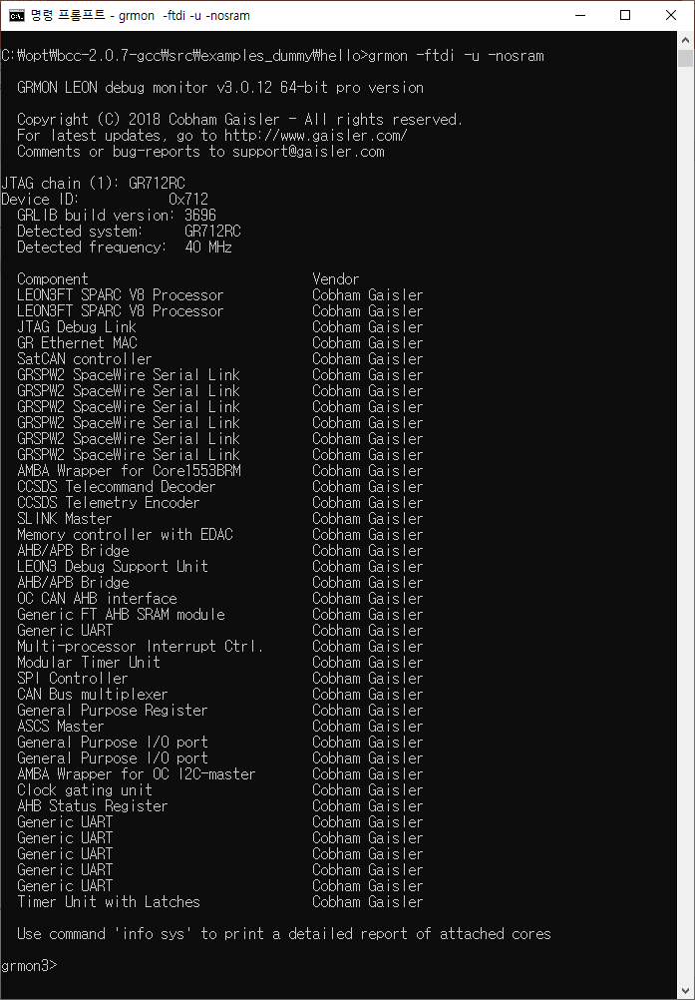 명령 프롬프트 - grmon -ftdi -u -nosram
C:\opt\bcc-2.0.7-gcc\src\examples_dummy\hello>grmon -ftdi -u -nosram
GRMON LEON debug monitor v3.0.12 64-bit pro version
Copyright (C) 2018 Cobham Gaisler - All rights reserved.
For latest updates, go to http://www.gaisler.com/
Comments or bug-reports to support@gaisler.com
JTAG chain (1): GR712RC
Device ID: 0x712
GRLIB build version: 3696
Detected system: GR712RC
Detected frequency: 40 MHz
Component Vendor
LEON3FT SPARC V8 Processor Cobham Gaisler
LEON3FT SPARC V8 Processor Cobham Gaisler
JTAG Debug Link Cobham Gaisler
GR Ethernet MAC Cobham Gaisler
SatCAN controller Cobham Gaisler
GRSPW2 SpaceWire Serial Link Cobham Gaisler
GRSPW2 SpaceWire Serial Link Cobham Gaisler
GRSPW2 SpaceWire Serial Link Cobham Gaisler
GRSPW2 SpaceWire Serial Link Cobham Gaisler
GRSPW2 SpaceWire Serial Link Cobham Gaisler
GRSPW2 SpaceWire Serial Link Cobham Gaisler
AMBA Wrapper for Core1553BRM Cobham Gaisler
CCSDS Telecommand Decoder Cobham Gaisler
CCSDS Telemetry Encoder Cobham Gaisler
SLINK Master Cobham Gaisler
Memory controller with EDAC Cobham Gaisler
AHB/APB Bridge Cobham Gaisler
LEON3 Debug Support Unit Cobham Gaisler
AHB/APB Bridge Cobham Gaisler
OC CAN AHB interface Cobham Gaisler
Generic FT AHB SRAM module Cobham Gaisler
Generic UART Cobham Gaisler
Multi-processor Interrupt Ctrl. Cobham Gaisler
Modular Timer Unit Cobham Gaisler
SPI Controller Cobham Gaisler
CAN Bus multiplexer Cobham Gaisler
General Purpose Register Cobham Gaisler
ASCS Master Cobham Gaisler
General Purpose I/O port Cobham Gaisler
General Purpose I/O port Cobham Gaisler
AMBA Wrapper for OC I2C-master Cobham Gaisler
Clock gating unit Cobham Gaisler
AHB Status Register Cobham Gaisler
Generic UART Cobham Gaisler
Generic UART Cobham Gaisler
Generic UART Cobham Gaisler
Generic UART Cobham Gaisler
Generic UART Cobham Gaisler
Timer Unit with Latches Cobham Gaisler
Use command 'info sys' to print a detailed report of attached cores
grmon3>